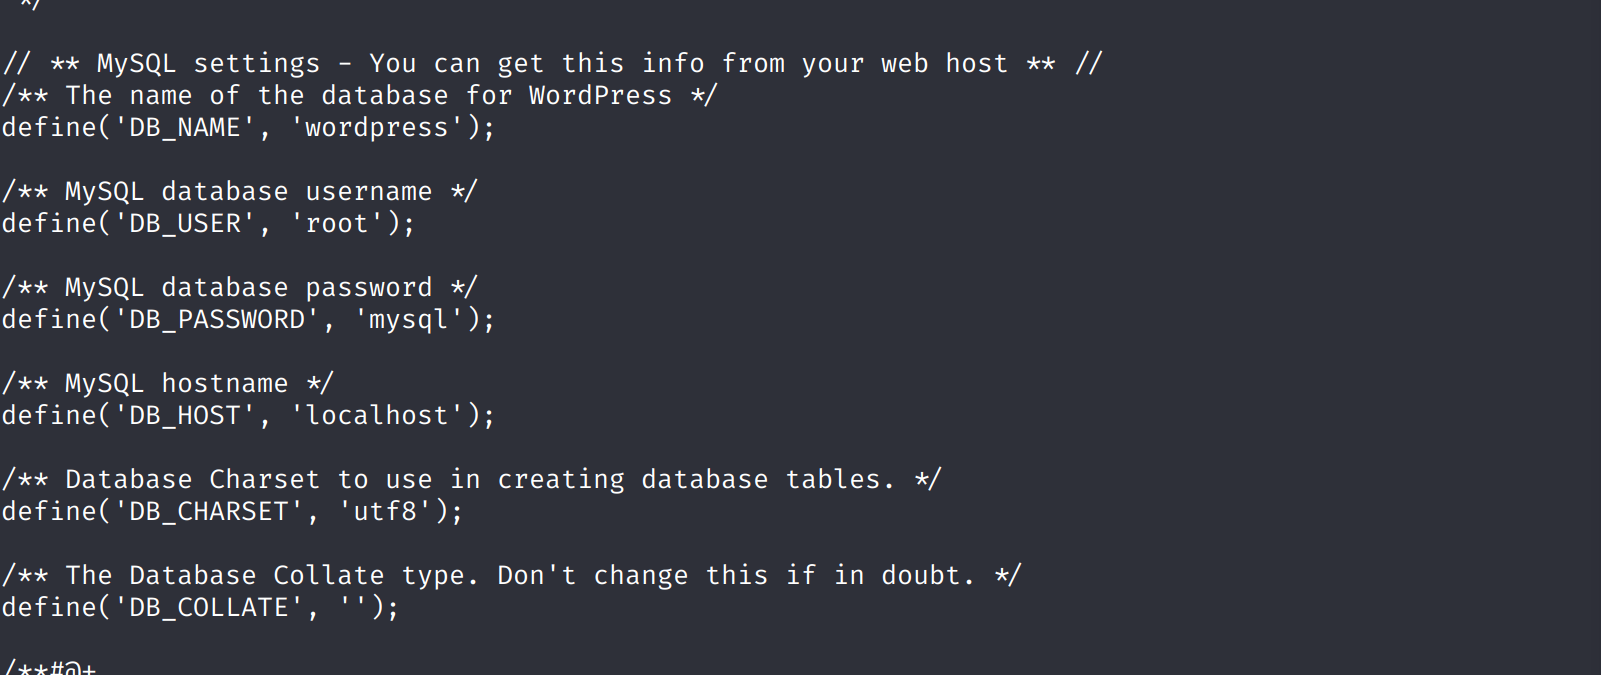 */
// ** MySQL settings - You can get this info from your web host ** //
/** The name of the database for WordPress */
define('DB_NAME', 'wordpress');
/** MySQL database username */
define('DB_USER', 'root');
/** MySQL database password */
define('DB_PASSWORD', 'mysql');
/** MySQL hostname */
define('DB_HOST', 'localhost');
/** Database Charset to use in creating database tables. */
define('DB_CHARSET', 'utf8');
/** The Database Collate type. Don't change this if in doubt. */
define('DB_COLLATE', '');
/**#@+